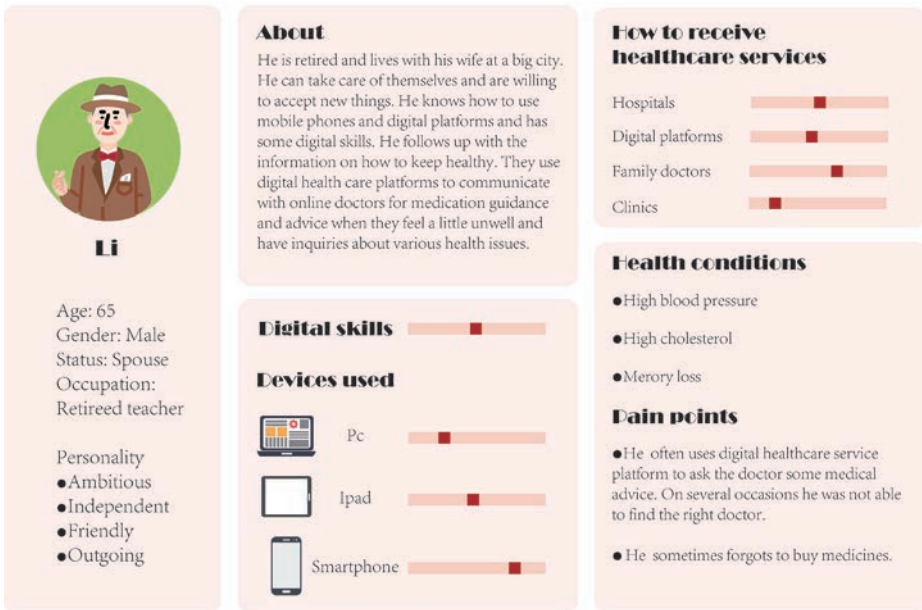 Li
Age: 65
Gender: Male
Status: Spouse
Occupation:
Retireed teacher
Personality
●Ambitious
●Independent
●Friendly
●Outgoing
About
He is retired and lives with his wife at a big city.
He can take care of themselves and are willing
to accept new things. He knows how to use
mobile phones and digital platforms and has
some digital skills. He follows up with the
information on how to keep healthy. They use
digital health care platforms to communicate
with online doctors for medication guidance
and advice when they feel a little unwell and
have inquiries about various health issues.
Digital skills
Devices used
Pc
Ipad
Smartphone
How to receive
healthcare services
Hospitals
Digital platforms
Family doctors
Clinics
Health conditions
●High blood pressure
●High cholesterol
●Merory loss
Pain points
●He often uses digital healthcare service
platform to ask the doctor some medical
advice. On several occasions he was not able
to find the right doctor.
● He sometimes forgots to buy medicines.